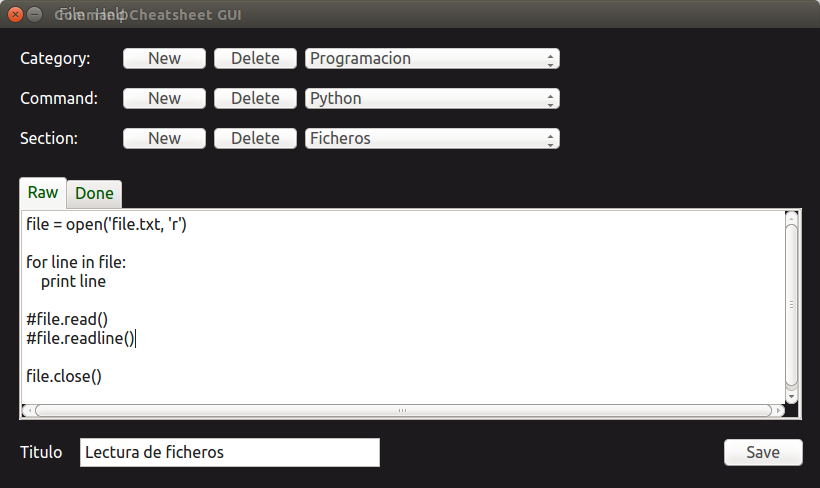 File Help
Command Cheatsheet GUI
Category: New Delete Programacion
Command: New Delete Python
Section: New Delete Ficheros
Raw Done
file = open('file.txt, 'r')
for line in file:
    print line
#file.read()
#file.readline()
file.close()
Titulo Lectura de ficheros Save